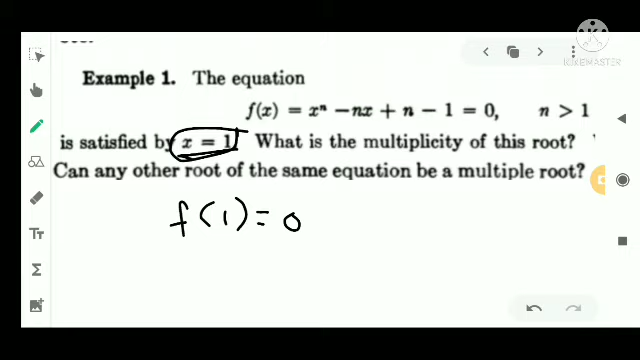 KINEMASTER
Example 1. The equation
f(x) = xⁿ − nx + n − 1 = 0, n > 1
is satisfied by x = 1. What is the multiplicity of this root?
Can any other root of the same equation be a multiple root?
f(1) = 0
Tт
Σ